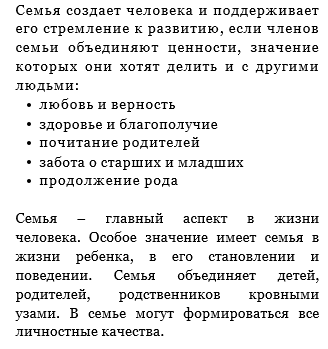 Семья создает человека и поддерживает
его стремление к развитию, если членов
семьи объединяют ценности, значение
которых они хотят делить и с другими
людьми:
• любовь и верность
• здоровье и благополучие
• почитание родителей
• забота о старших и младших
• продолжение рода
Семья – главный аспект в жизни
человека. Особое значение имеет семья в
жизни ребенка, в его становлении и
поведении. Семья объединяет детей,
родителей, родственников кровными
узами. В семье могут формироваться все
личностные качества.